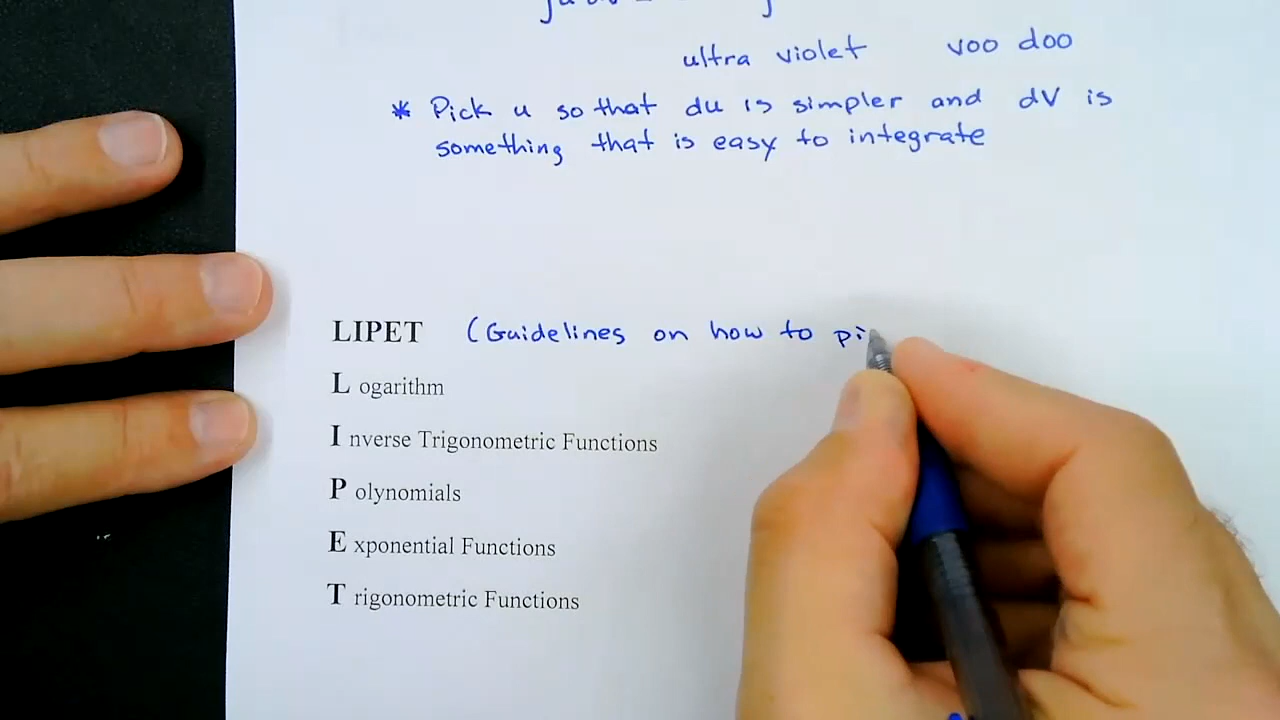 ultra violet voo doo
* Pick u so that du is simpler and dV is
something that is easy to integrate
LIPET (Guidelines on how to pi
L ogarithm
I nverse Trigonometric Functions
P olynomials
E xponential Functions
T rigonometric Functions